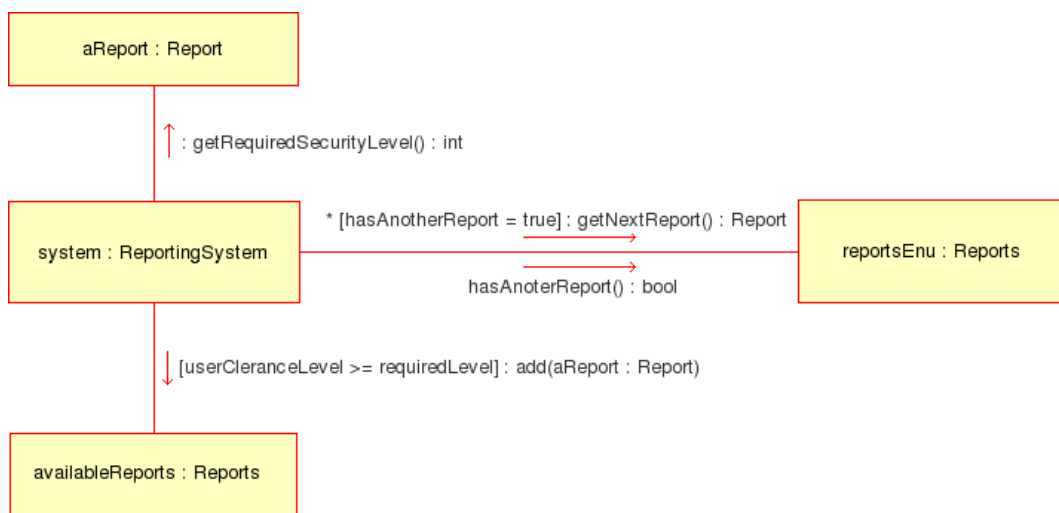 aReport : Report
: getRequiredSecurityLevel() : int
* [hasAnotherReport = true] : getNextReport() : Report
system : ReportingSystem
reportsEnu : Reports
hasAnoterReport() : bool
[userCleranceLevel >= requiredLevel] : add(aReport : Report)
availableReports : Reports